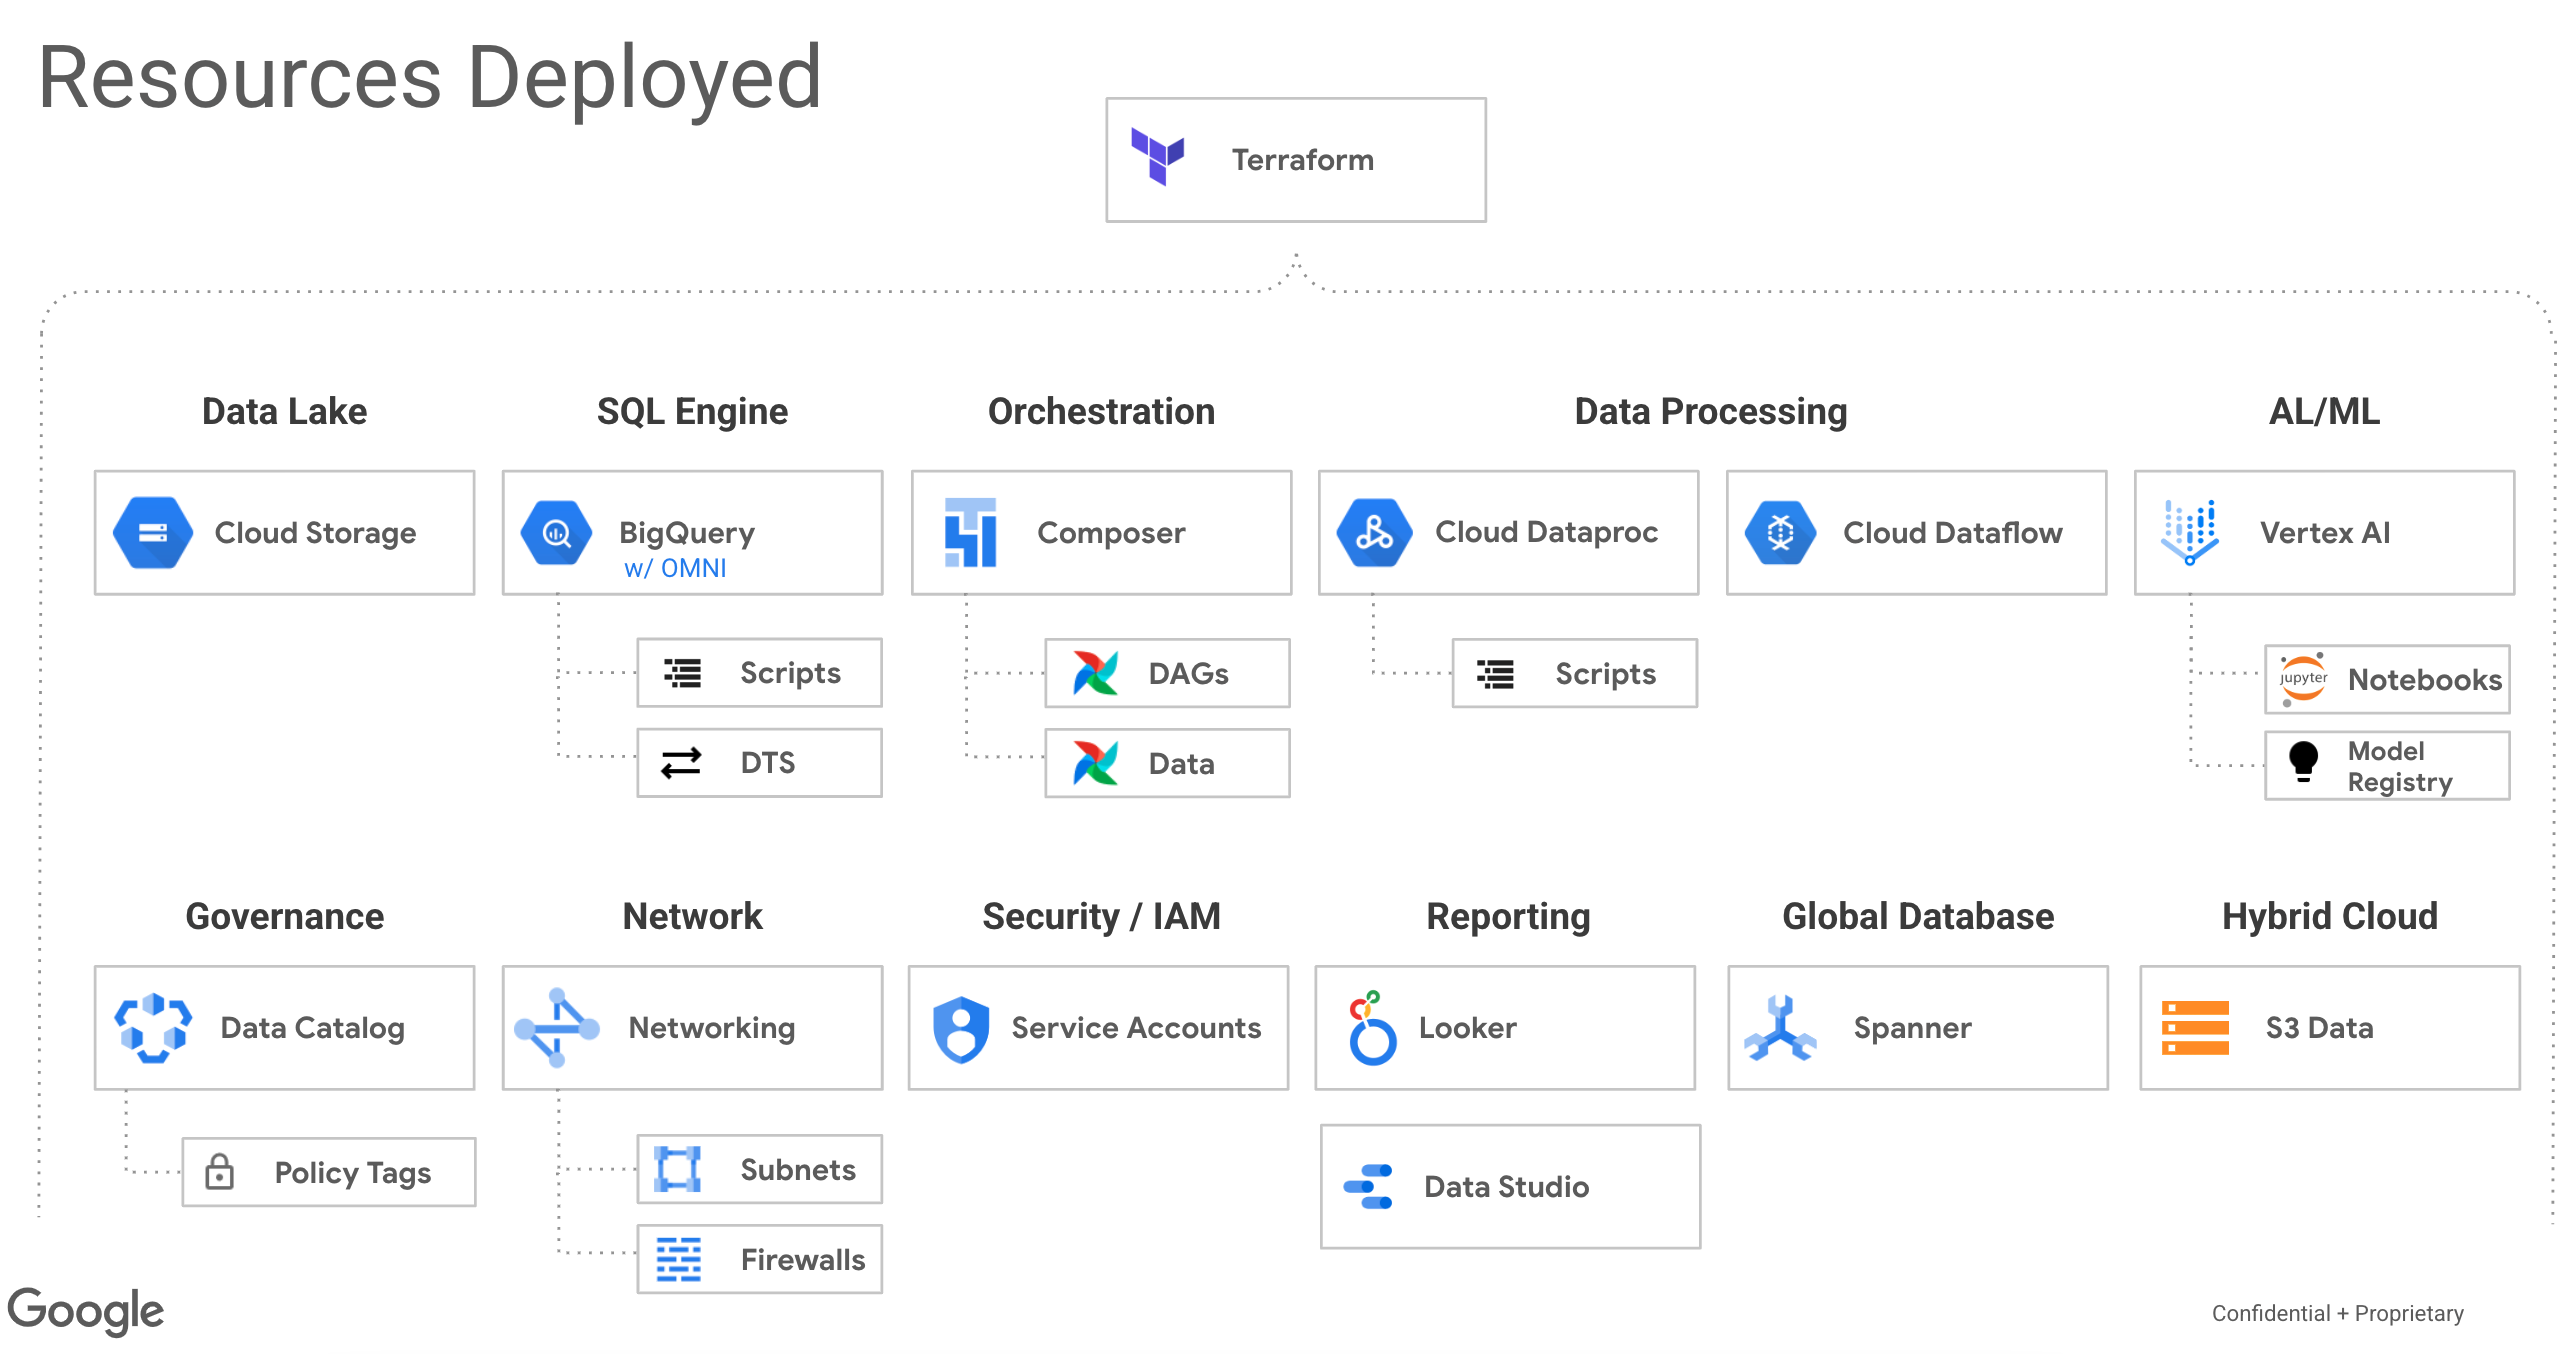 Resources Deployed
Terraform
Data Lake
SQL Engine
Orchestration
Data Processing
AL/ML
Cloud Storage
BigQuery
w/ OMNI
Composer
Cloud Dataproc
Cloud Dataflow
Vertex AI
Scripts
DTS
DAGs
Data
Scripts
jupyter
Notebooks
Model
Registry
Governance
Network
Security / IAM
Reporting
Global Database
Hybrid Cloud
Data Catalog
Networking
Service Accounts
Looker
Spanner
S3 Data
Policy Tags
Subnets
Firewalls
Data Studio
Google
Confidential + Proprietary